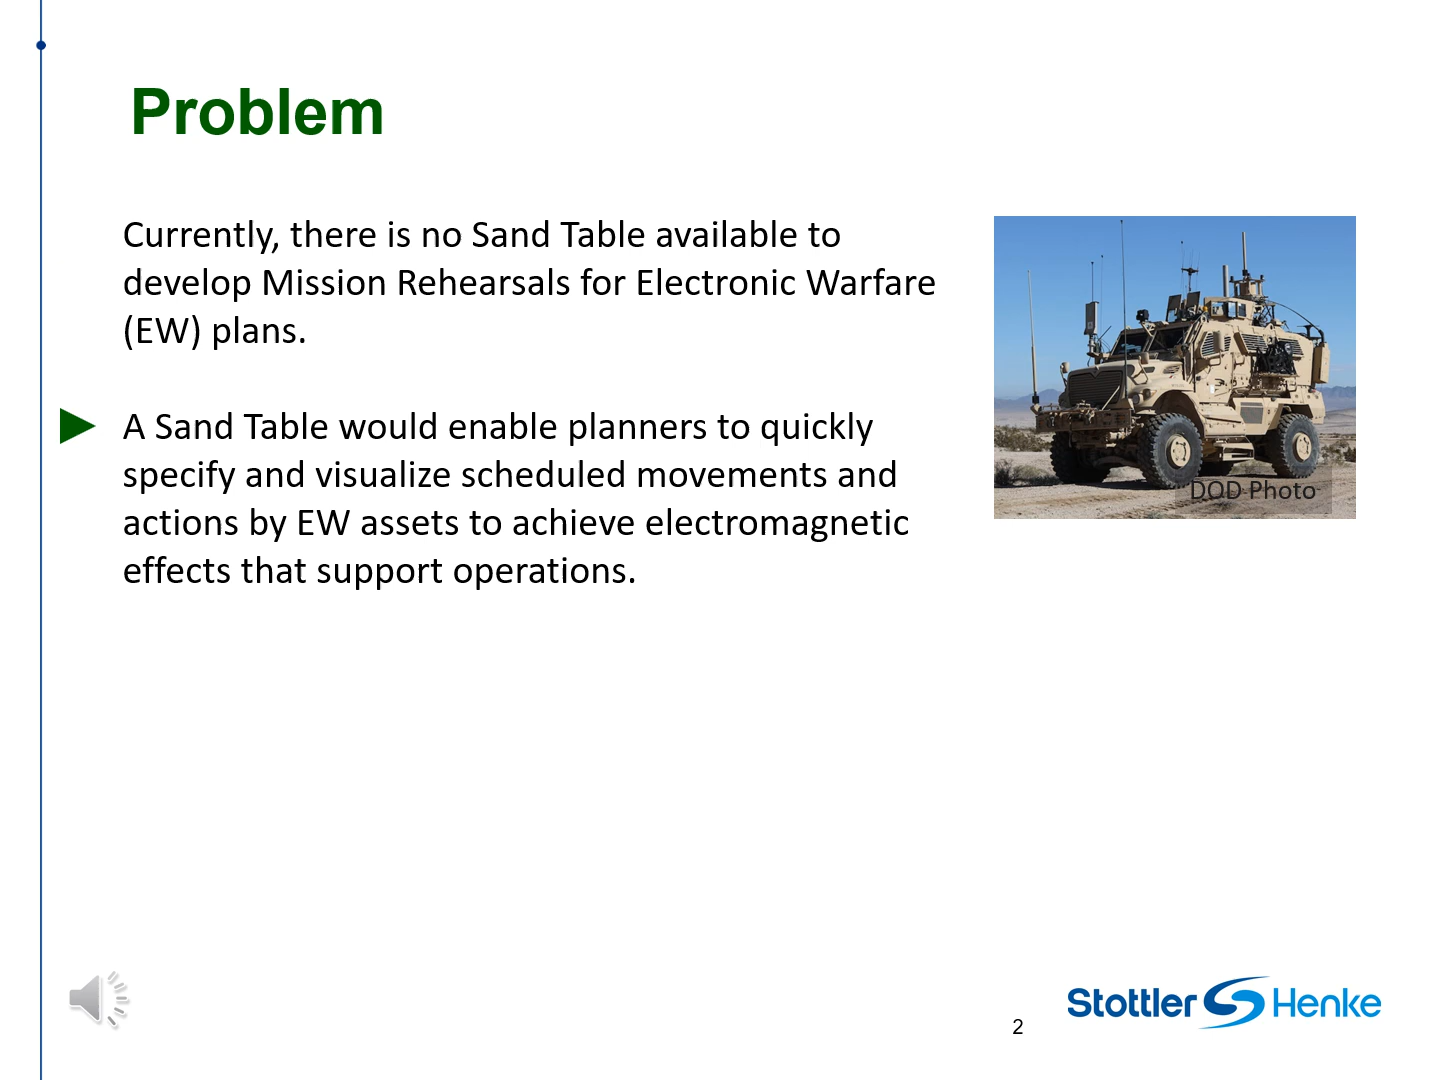 Problem
Currently, there is no Sand Table available to
develop Mission Rehearsals for Electronic Warfare
(EW) plans.
A Sand Table would enable planners to quickly
specify and visualize scheduled movements and
actions by EW assets to achieve electromagnetic
effects that support operations.
DOD Photo
2
Stottler Henke